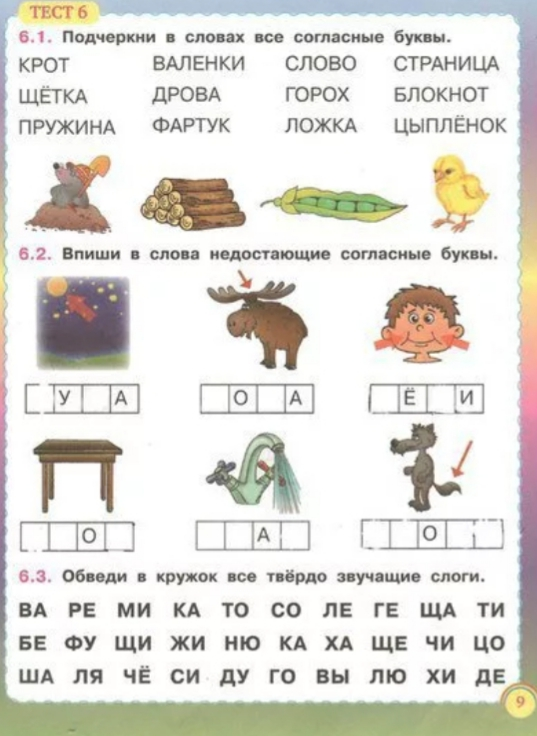 ТЕСТ 6
6.1. Подчеркни в словах все согласные буквы.
КРОТ ВАЛЕНКИ СЛОВО СТРАНИЦА
ЩЁТКА ДРОВА ГОРОХ БЛОКНОТ
ПРУЖИНА ФАРТУК ЛОЖКА ЦЫПЛЁНОК
6.2. Впиши в слова недостающие согласные буквы.
У А О А Ё И
О А О
6.3. Обведи в кружок все твёрдо звучащие слоги.
ВА РЕ МИ КА ТО СО ЛЕ ГЕ ЩА ТИ
БЕ ФУ ЩИ ЖИ НЮ КА ХА ЩЕ ЧИ ЦО
ША ЛЯ ЧЁ СИ ДУ ГО ВЫ ЛЮ ХИ ДЕ
9